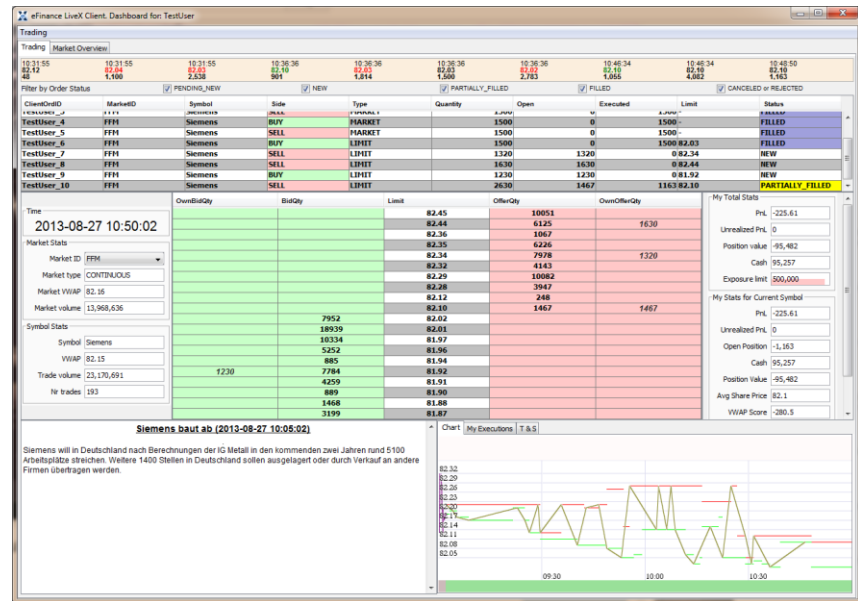 eFinance LiveX Client. Dashboard for: TestUser
Trading
Trading Market Overview
10:31:55 10:31:55 10:31:55 10:36:36 10:36:36 10:36:36 10:36:36 10:46:34 10:46:34 10:48:50
82.12 82.04 82.03 82.10 82.03 82.03 82.02 82.10 82.10 82.10
48 1,100 2,538 901 1,814 1,500 2,783 1,055 4,082 1,163
Filter by Order Status PENDING_NEW NEW PARTIALLY_FILLED FILLED CANCELED or REJECTED
ClientOrdID MarketID Symbol Side Type Quantity Open Executed Limit Status
TestUser_3 FFM Siemens SELL MARKET 1500 0 1500 - FILLED
TestUser_4 FFM Siemens BUY MARKET 1500 0 1500 - FILLED
TestUser_5 FFM Siemens SELL MARKET 1500 0 1500 - FILLED
TestUser_6 FFM Siemens BUY LIMIT 1500 0 1500 82.03 FILLED
TestUser_7 FFM Siemens SELL LIMIT 1320 1320 0 82.34 NEW
TestUser_8 FFM Siemens SELL LIMIT 1630 1630 0 82.44 NEW
TestUser_9 FFM Siemens BUY LIMIT 1230 1230 0 81.92 NEW
TestUser_10 FFM Siemens SELL LIMIT 2630 1467 1163 82.10 PARTIALLY_FILLED
Time
2013-08-27 10:50:02
Market Stats
Market ID FFM
Market type CONTINUOUS
Market VWAP 82.16
Market volume 13,968,636
Symbol Stats
Symbol Siemens
VWAP 82.15
Trade volume 23,170,691
Nr trades 193
OwnBidQty BidQty Limit OfferQty OwnOfferQty
82.45 10051
82.44 6125 1630
82.36 1067
82.35 6226
82.34 7978 1320
82.32 4143
82.29 10082
82.28 3947
82.12 248
82.10 1467 1467
7952 82.02
18939 82.01
10334 81.97
5252 81.96
885 81.94
1230 7784 81.92
4259 81.91
889 81.90
1468 81.88
3199 81.87
My Total Stats
PnL -225.61
Unrealized PnL 0
Position value -95,482
Cash 95,257
Exposure limit 500,000
My Stats for Current Symbol
PnL -225.61
Unrealized PnL 0
Open Position -1,163
Cash 95,257
Position Value -95,482
Avg Share Price 82.1
VWAP Score -280.5
Siemens baut ab (2013-08-27 10:05:02)
Siemens will in Deutschland nach Berechnungen der IG Metall in den kommenden zwei Jahren rund 5100
Arbeitsplätze streichen. Weitere 1400 Stellen in Deutschland sollen ausgelagert oder durch Verkauf an andere
Firmen übertragen werden.
Chart My Executions T & S
82.32
82.29
82.26
82.23
82.20
82.17
82.14
82.11
82.08
82.05
09:30 10:00 10:30